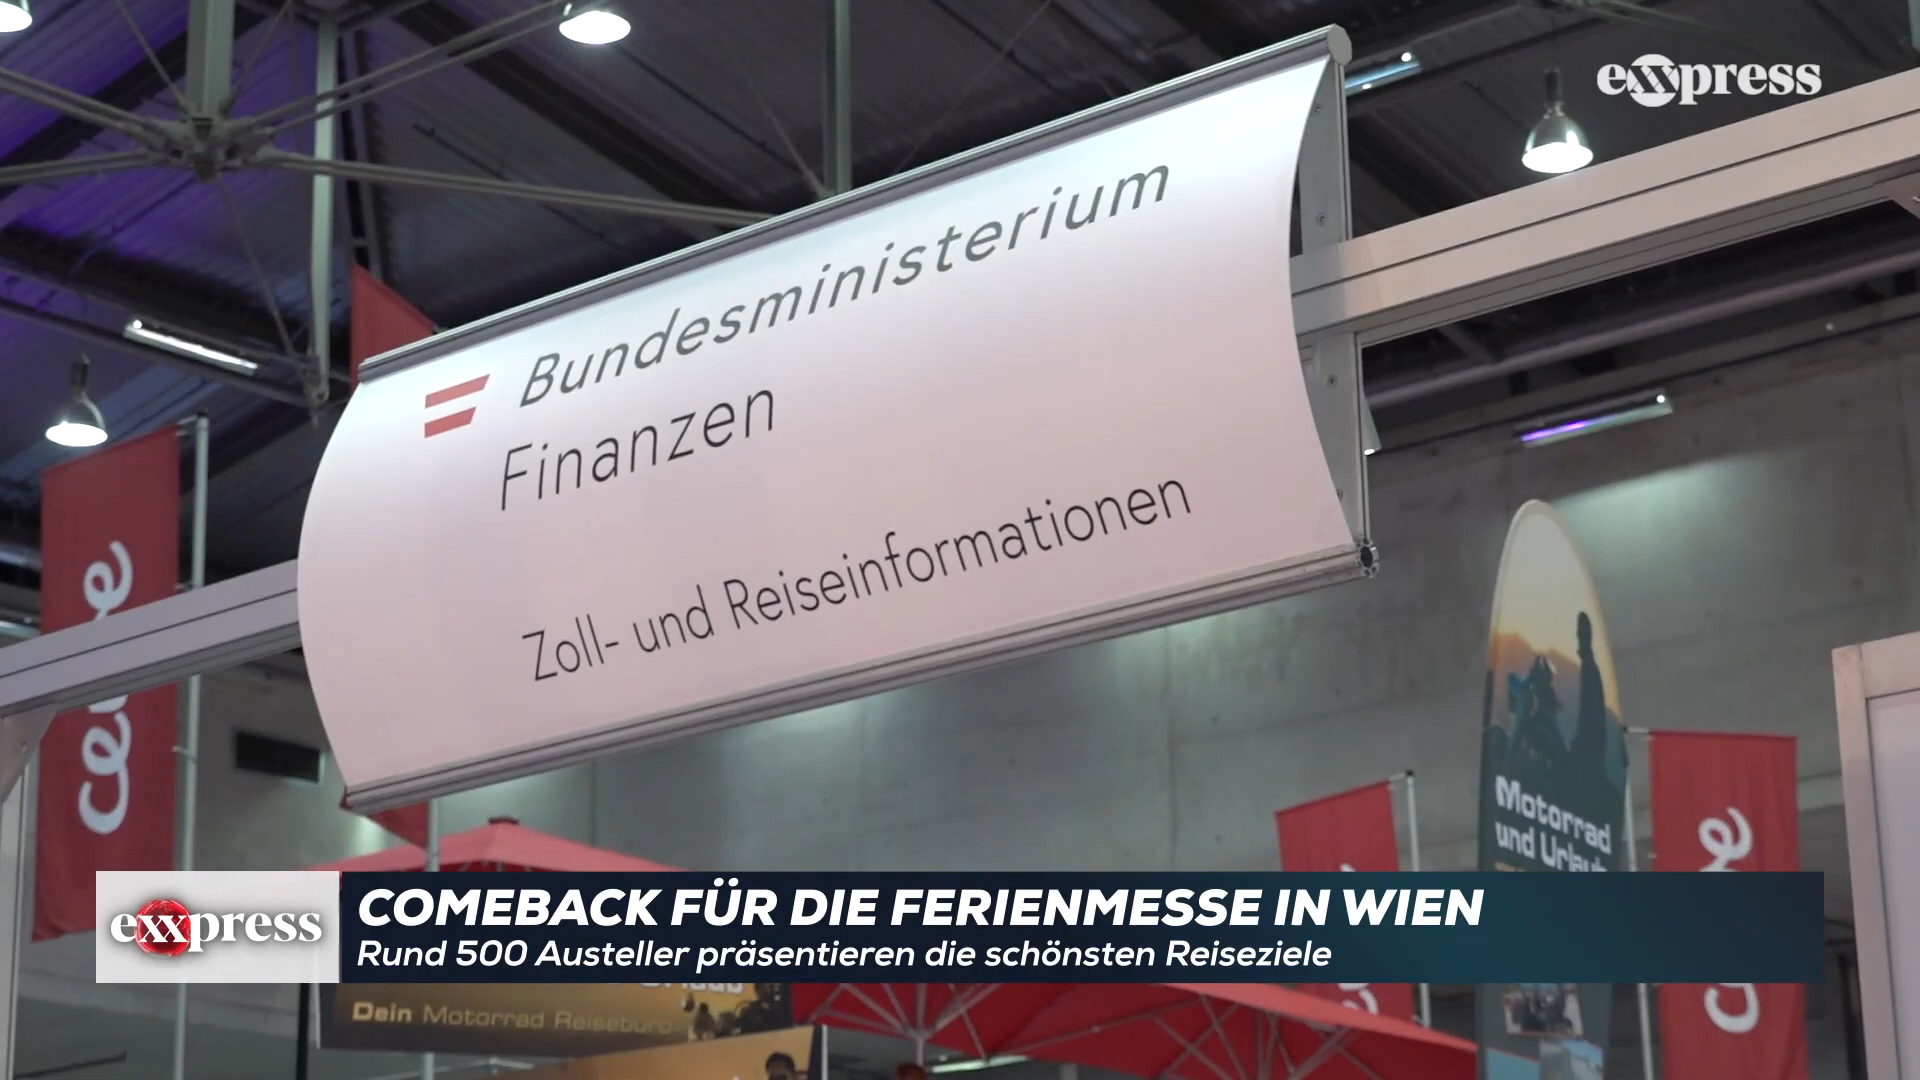 exxpress
Bundesministerium
Finanzen
Zoll- und Reiseinformationen
Motorrad
und Urlaub
exxpress
COMEBACK FÜR DIE FERIENMESSE IN WIEN
Rund 500 Austeller präsentieren die schönsten Reiseziele
Dein Motorrad Reisebüro